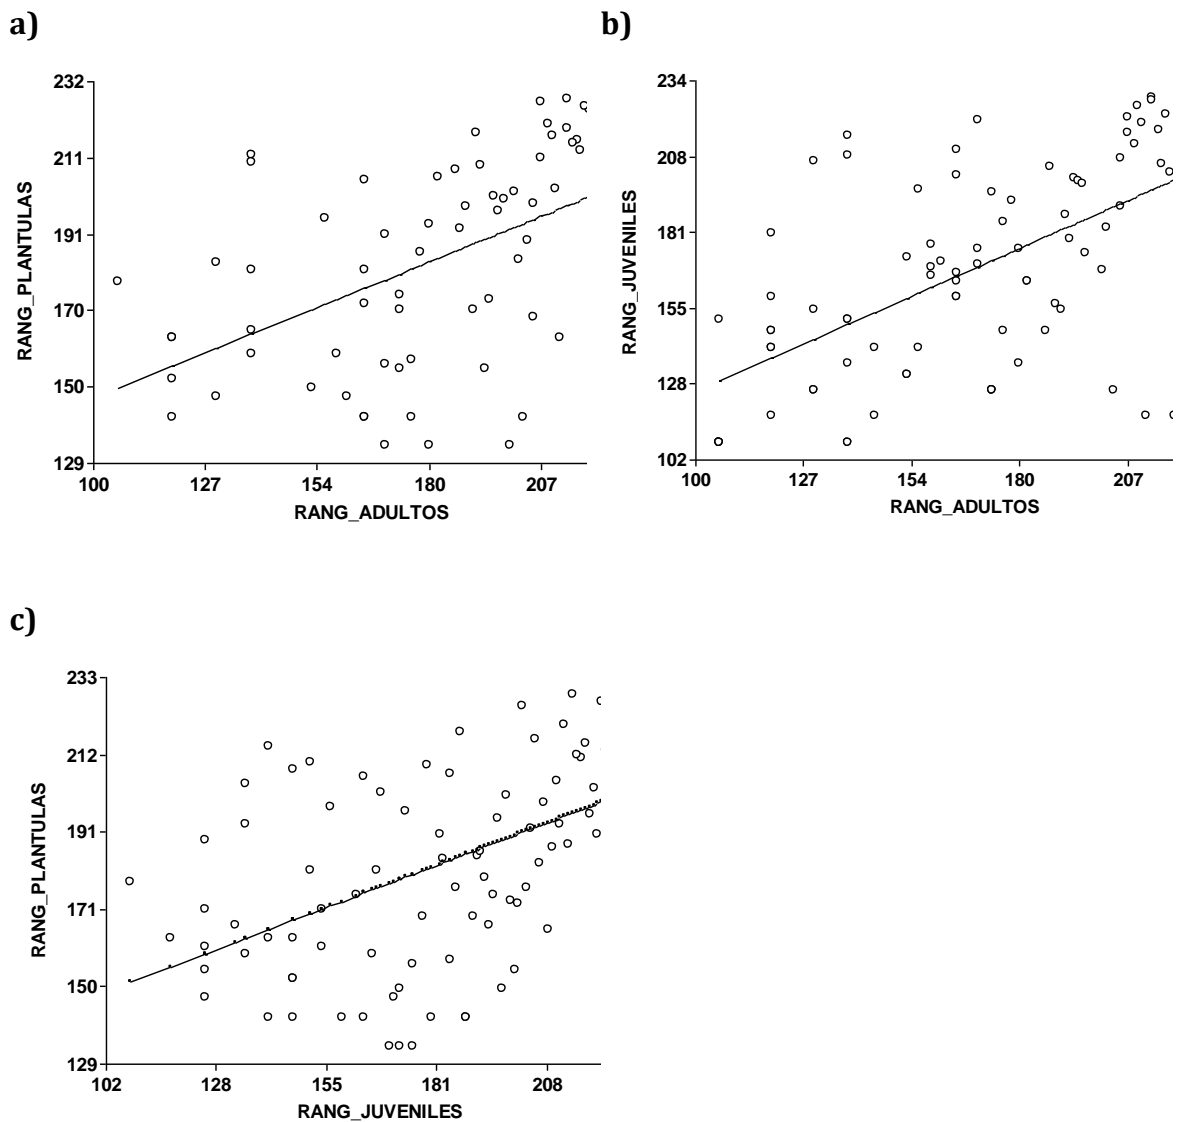 a)
232
211
191
170
150
129
RANG_PLANTULAS
100 127 154 180 207
RANG_ADULTOS
b)
234
208
181
155
128
102
RANG_JUVENILES
100 127 154 180 207
RANG_ADULTOS
c)
233
212
191
171
150
129
RANG_PLANTULAS
102 128 155 181 208
RANG_JUVENILES